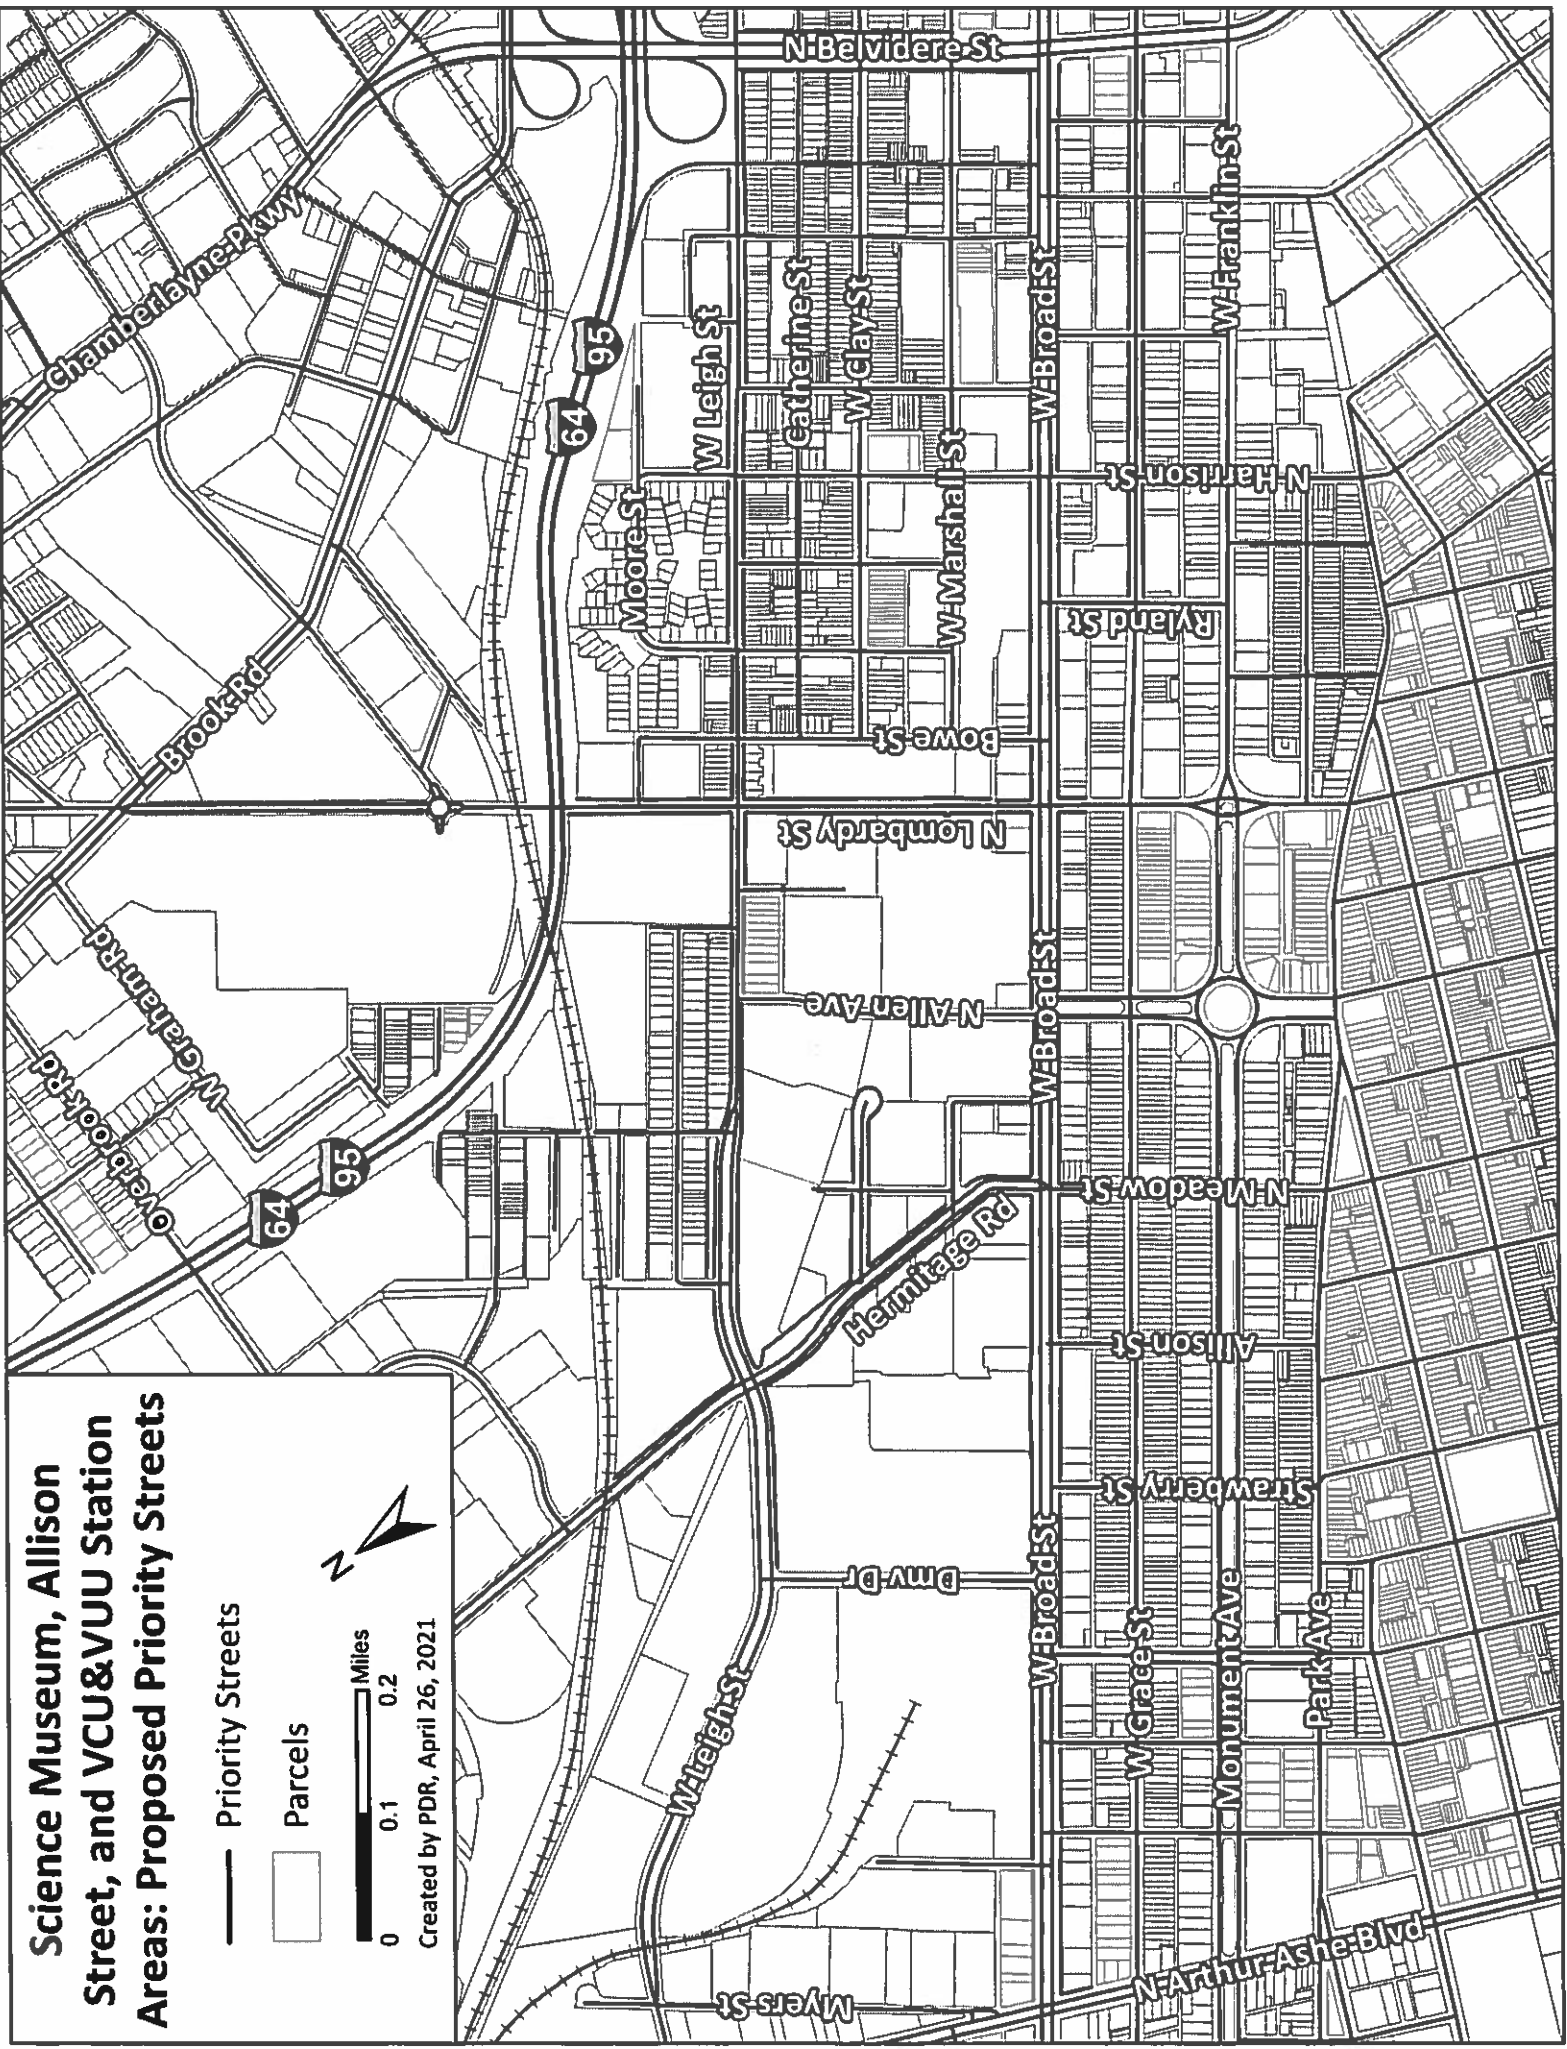 Science Museum, Allison
Street, and VCU&VUU Station
Areas: Proposed Priority Streets
Priority Streets
Parcels
0 0.1 0.2 Miles
Created by PDR, April 26, 2021
N
Chamberlayne Pkwy
Brook Rd
W Graham Rd
Overbrook Rd
64
95
64
95
N Belvidere St
Moore St
W Leigh St
Catherine St
W Clay St
W Marshall St
W Broad St
W Franklin St
N Harrison St
Ryland St
Bowe St
N Lombardy St
N Allen Ave
W Broad St
Hermitage Rd
N Meadow St
Allison St
Strawberry St
Dmv Dr
W Broad St
W Leigh St
W Grace St
Monument Ave
Park Ave
Myers St
N Arthur Ashe Blvd